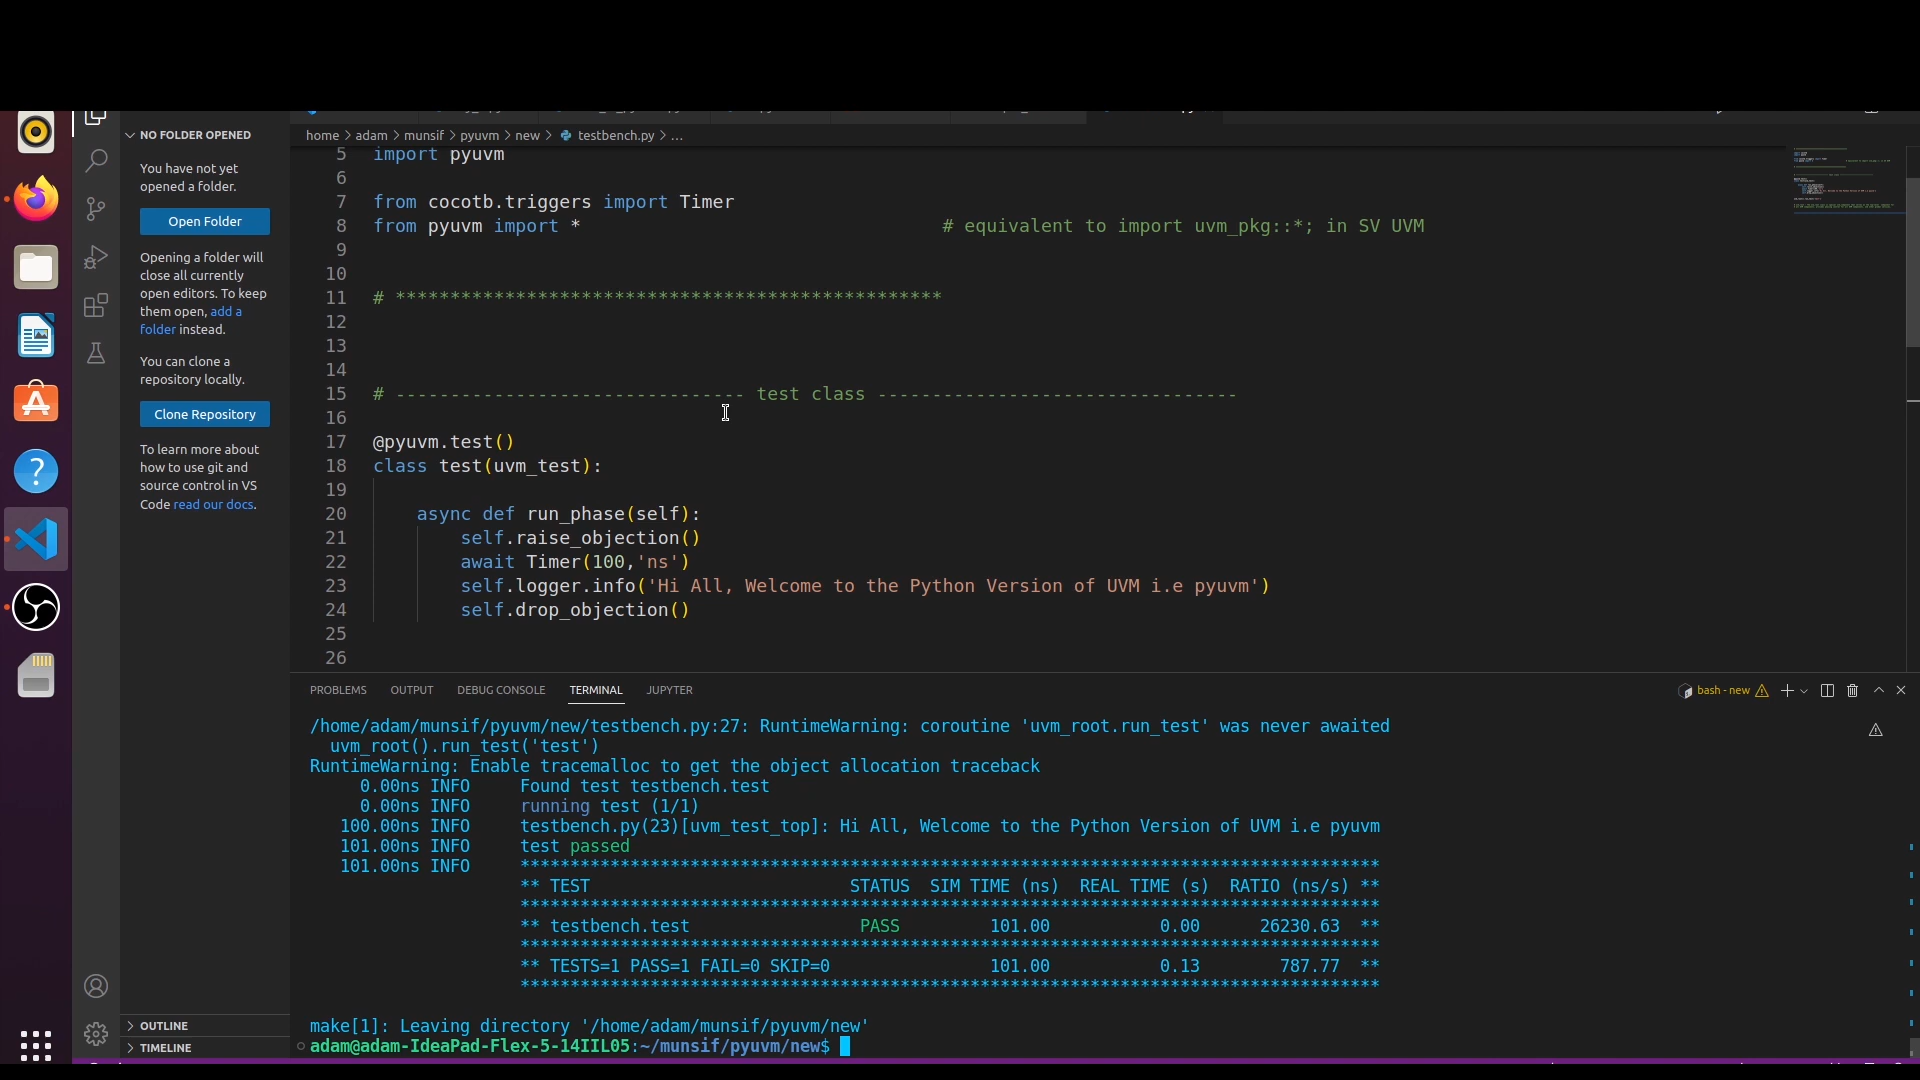 NO FOLDER OPENED
You have not yet
opened a folder.
Open Folder
Opening a folder will
close all currently
open editors. To keep
them open, add a
folder instead.
You can clone a
repository locally.
Clone Repository
To learn more about
how to use git and
source control in VS
Code read our docs.
OUTLINE
TIMELINE
home > adam > munsif > pyuvm > new > testbench.py > ...
5 import pyuvm
6
7 from cocotb.triggers import Timer
8 from pyuvm import * # equivalent to import uvm_pkg::*; in SV UVM
9
10
11 # **************************************************
12
13
14
15 # -------------------------------- test class ---------------------------------
16
17 @pyuvm.test()
18 class test(uvm_test):
19
20 async def run_phase(self):
21 self.raise_objection()
22 await Timer(100,'ns')
23 self.logger.info('Hi All, Welcome to the Python Version of UVM i.e pyuvm')
24 self.drop_objection()
25
26
PROBLEMS OUTPUT DEBUG CONSOLE TERMINAL JUPYTER
bash - new
/home/adam/munsif/pyuvm/new/testbench.py:27: RuntimeWarning: coroutine 'uvm_root.run_test' was never awaited
uvm_root().run_test('test')
RuntimeWarning: Enable tracemalloc to get the object allocation traceback
0.00ns INFO Found test testbench.test
0.00ns INFO running test (1/1)
100.00ns INFO testbench.py(23)[uvm_test_top]: Hi All, Welcome to the Python Version of UVM i.e pyuvm
101.00ns INFO test passed
101.00ns INFO **************************************************************************************
** TEST STATUS SIM TIME (ns) REAL TIME (s) RATIO (ns/s) **
**************************************************************************************
** testbench.test PASS 101.00 0.00 26230.63 **
**************************************************************************************
** TESTS=1 PASS=1 FAIL=0 SKIP=0 101.00 0.13 787.77 **
**************************************************************************************
make[1]: Leaving directory '/home/adam/munsif/pyuvm/new'
adam@adam-IdeaPad-Flex-5-14IIL05:~/munsif/pyuvm/new$